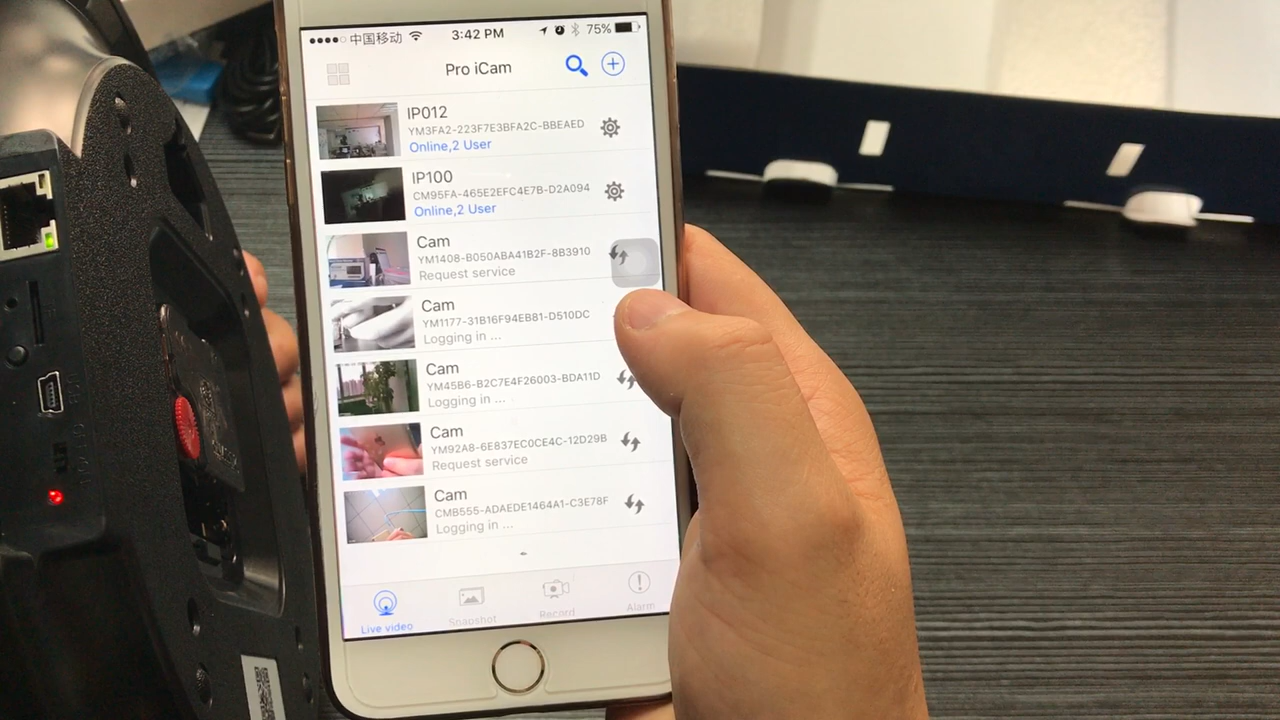 中国移动 3:42 PM 75%
Pro iCam
IP012
YM3FA2-223F7E3BFA2C-BBEAED
Online,2 User
IP100
CM95FA-465E2EFC4E7B-D2A094
Online,2 User
Cam
YM1408-B050ABA41B2F-8B3910
Request service
Cam
YM1177-31B16F94EB81-D510DC
Logging in ...
Cam
YM45B6-B2C7E4F26003-BDA11D
Logging in ...
Cam
YM92A8-6E837EC0CE4C-12D29B
Request service
Cam
CMB555-ADAEDE1464A1-C3E78F
Logging in ...
Live video Snapshot Record Alarm